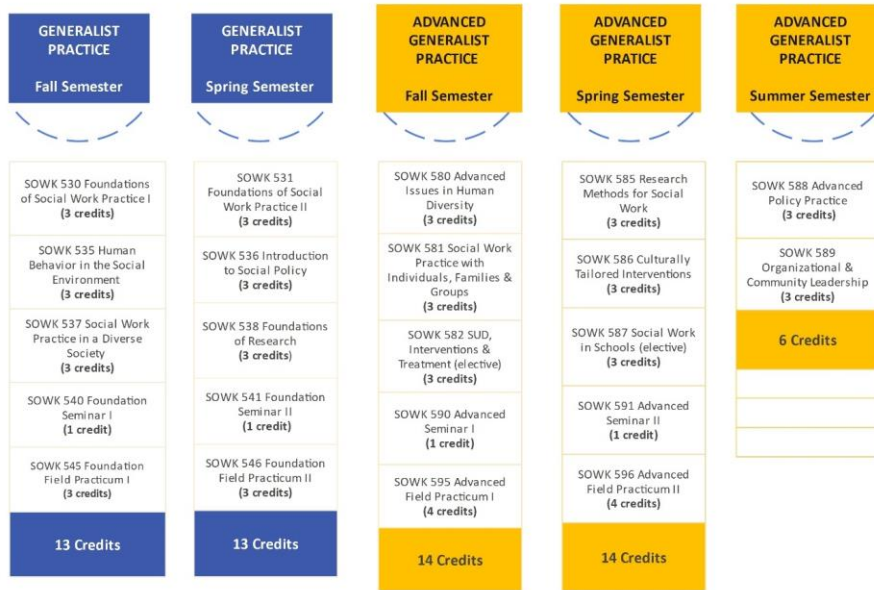 GENERALIST
PRACTICE
Fall Semester
SOWK 530 Foundations
of Social Work Practice I
(3 credits)
SOWK 535 Human
Behavior in the Social
Environment
(3 credits)
SOWK 537 Social Work
Practice in a Diverse
Society
(3 credits)
SOWK 540 Foundation
Seminar I
(1 credit)
SOWK 545 Foundation
Field Practicum I
(3 credits)
13 Credits
GENERALIST
PRACTICE
Spring Semester
SOWK 531
Foundations of Social
Work Practice II
(3 credits)
SOWK 536 Introduction
to Social Policy
(3 credits)
SOWK 538 Foundations
of Research
(3 credits)
SOWK 541 Foundation
Seminar II
(1 credit)
SOWK 546 Foundation
Field Practicum II
(3 credits)
13 Credits
ADVANCED
GENERALIST
PRACTICE
Fall Semester
SOWK 580 Advanced
Issues in Human
Diversity
(3 credits)
SOWK 581 Social Work
Practice with
Individuals, Families &
Groups
(3 credits)
SOWK 582 SUD,
Interventions &
Treatment (elective)
(3 credits)
SOWK 590 Advanced
Seminar I
(1 credit)
SOWK 595 Advanced
Field Practicum I
(4 credits)
14 Credits
ADVANCED
GENERALIST
PRATICE
Spring Semester
SOWK 585 Research
Methods for Social
Work
(3 credits)
SOWK 586 Culturally
Tailored Interventions
(3 credits)
SOWK 587 Social Work
in Schools (elective)
(3 credits)
SOWK 591 Advanced
Seminar II
(1 credit)
SOWK 596 Advanced
Field Practicum II
(4 credits)
14 Credits
ADVANCED
GENERALIST
PRACTICE
Summer Semester
SOWK 588 Advanced
Policy Practice
(3 credits)
SOWK 589
Organizational &
Community Leadership
(3 credits)
6 Credits